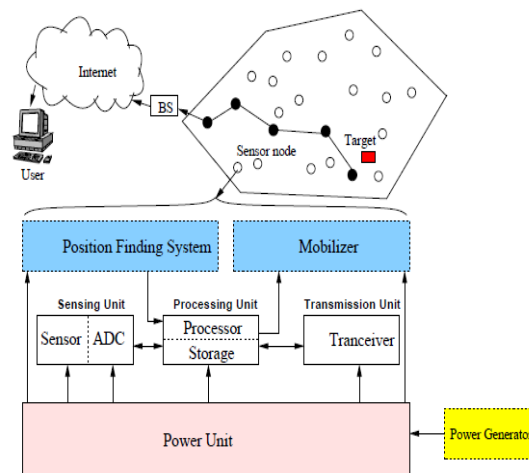 Internet
BS
User
Sensor node
Target
Position Finding System
Mobilizer
Sensing Unit
Processing Unit
Transmission Unit
Sensor
ADC
Processor
Storage
Tranceiver
Power Unit
Power Generator